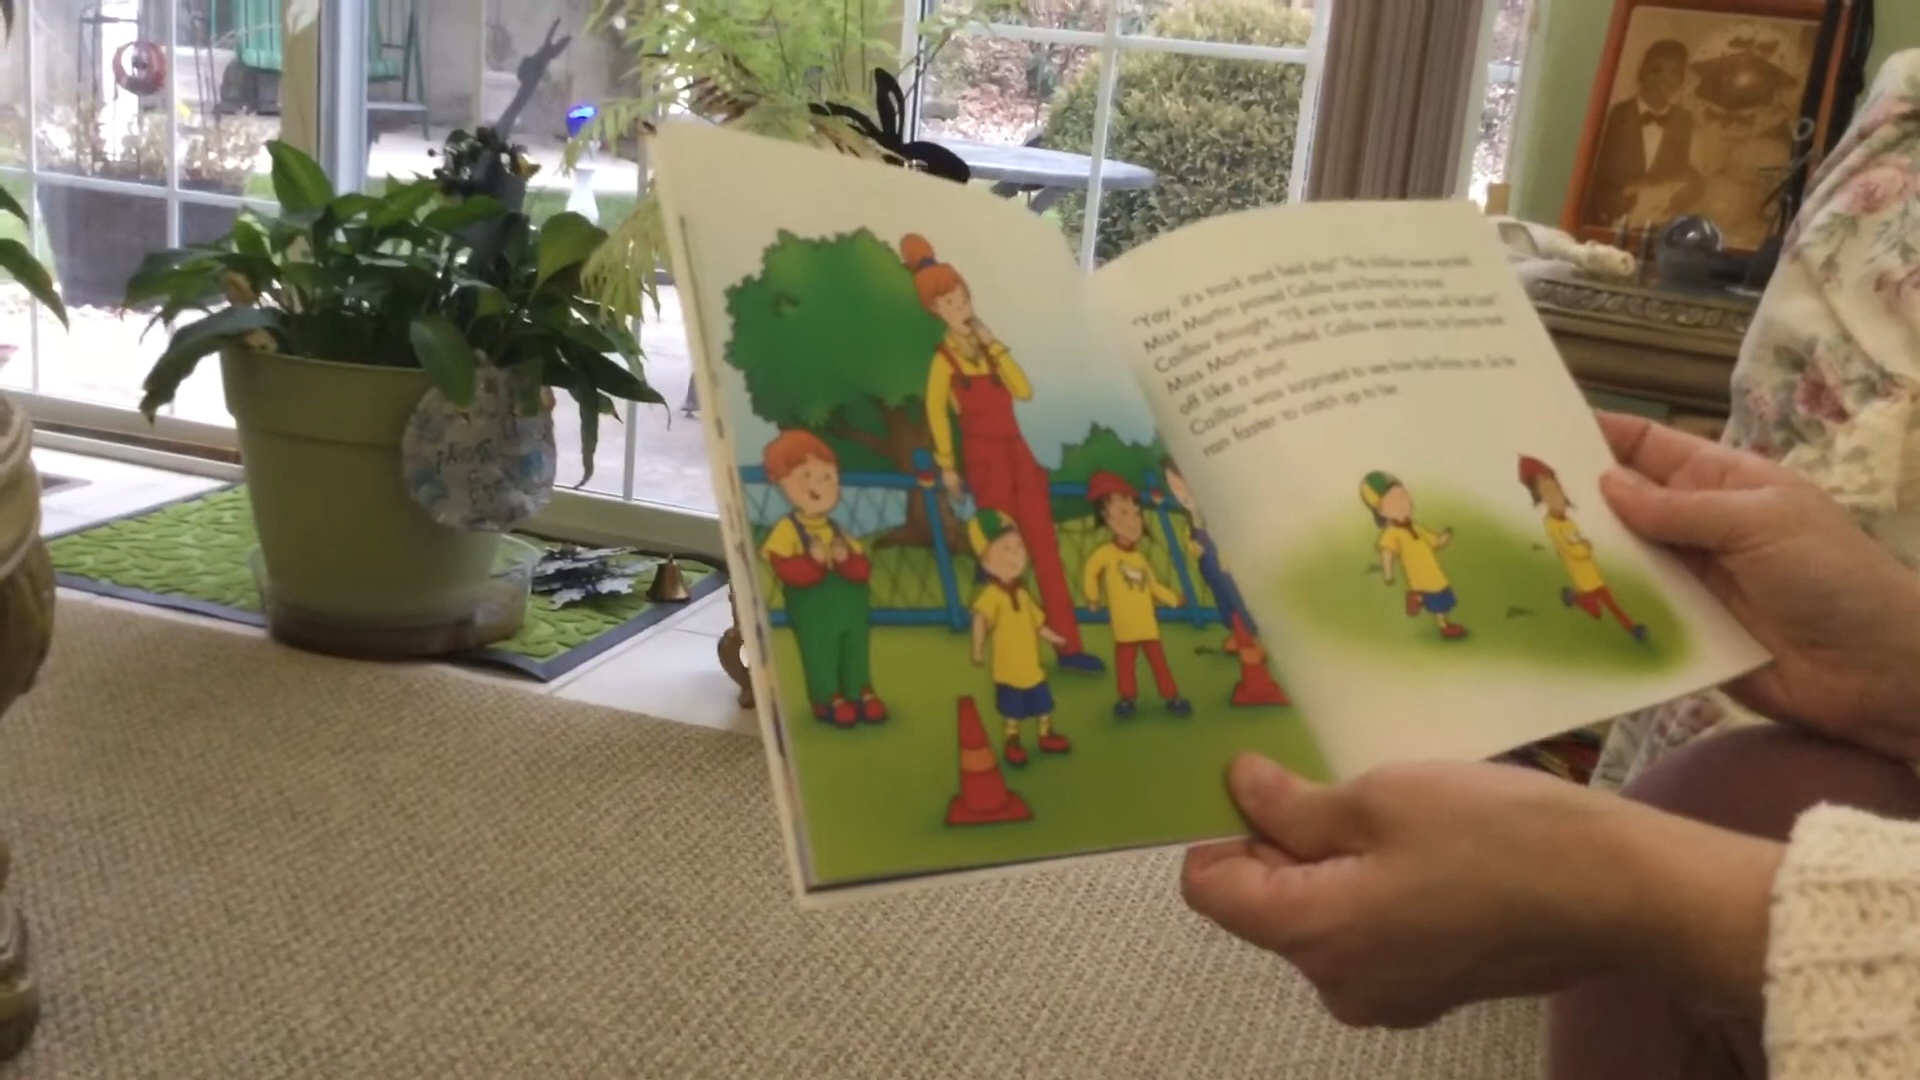 "Yay, it's track and field day!" The kiddies were excited.
Miss Martin paired Caillou and Emma for a race.
Caillou thought, "I'll win for sure, and Emma will feel bad."
Miss Martin whistled. Caillou went down, but Emma took
off like a shot!
Caillou was surprised to see how fast Emma ran. So he
ran faster to catch up to her.